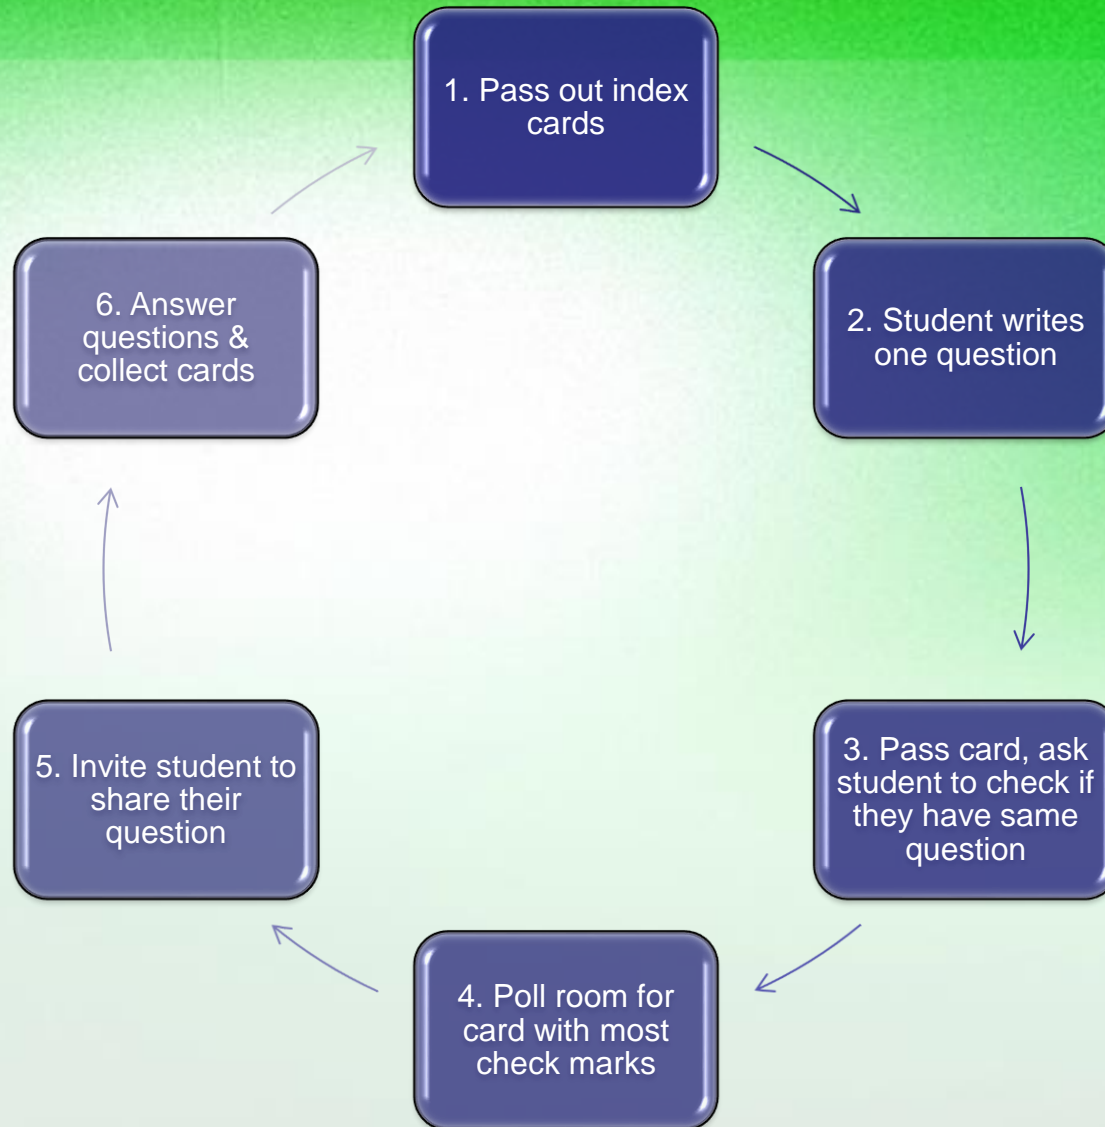 1. Pass out index
cards
2. Student writes
one question
3. Pass card, ask
student to check if
they have same
question
4. Poll room for
card with most
check marks
5. Invite student to
share their
question
6. Answer
questions &
collect cards